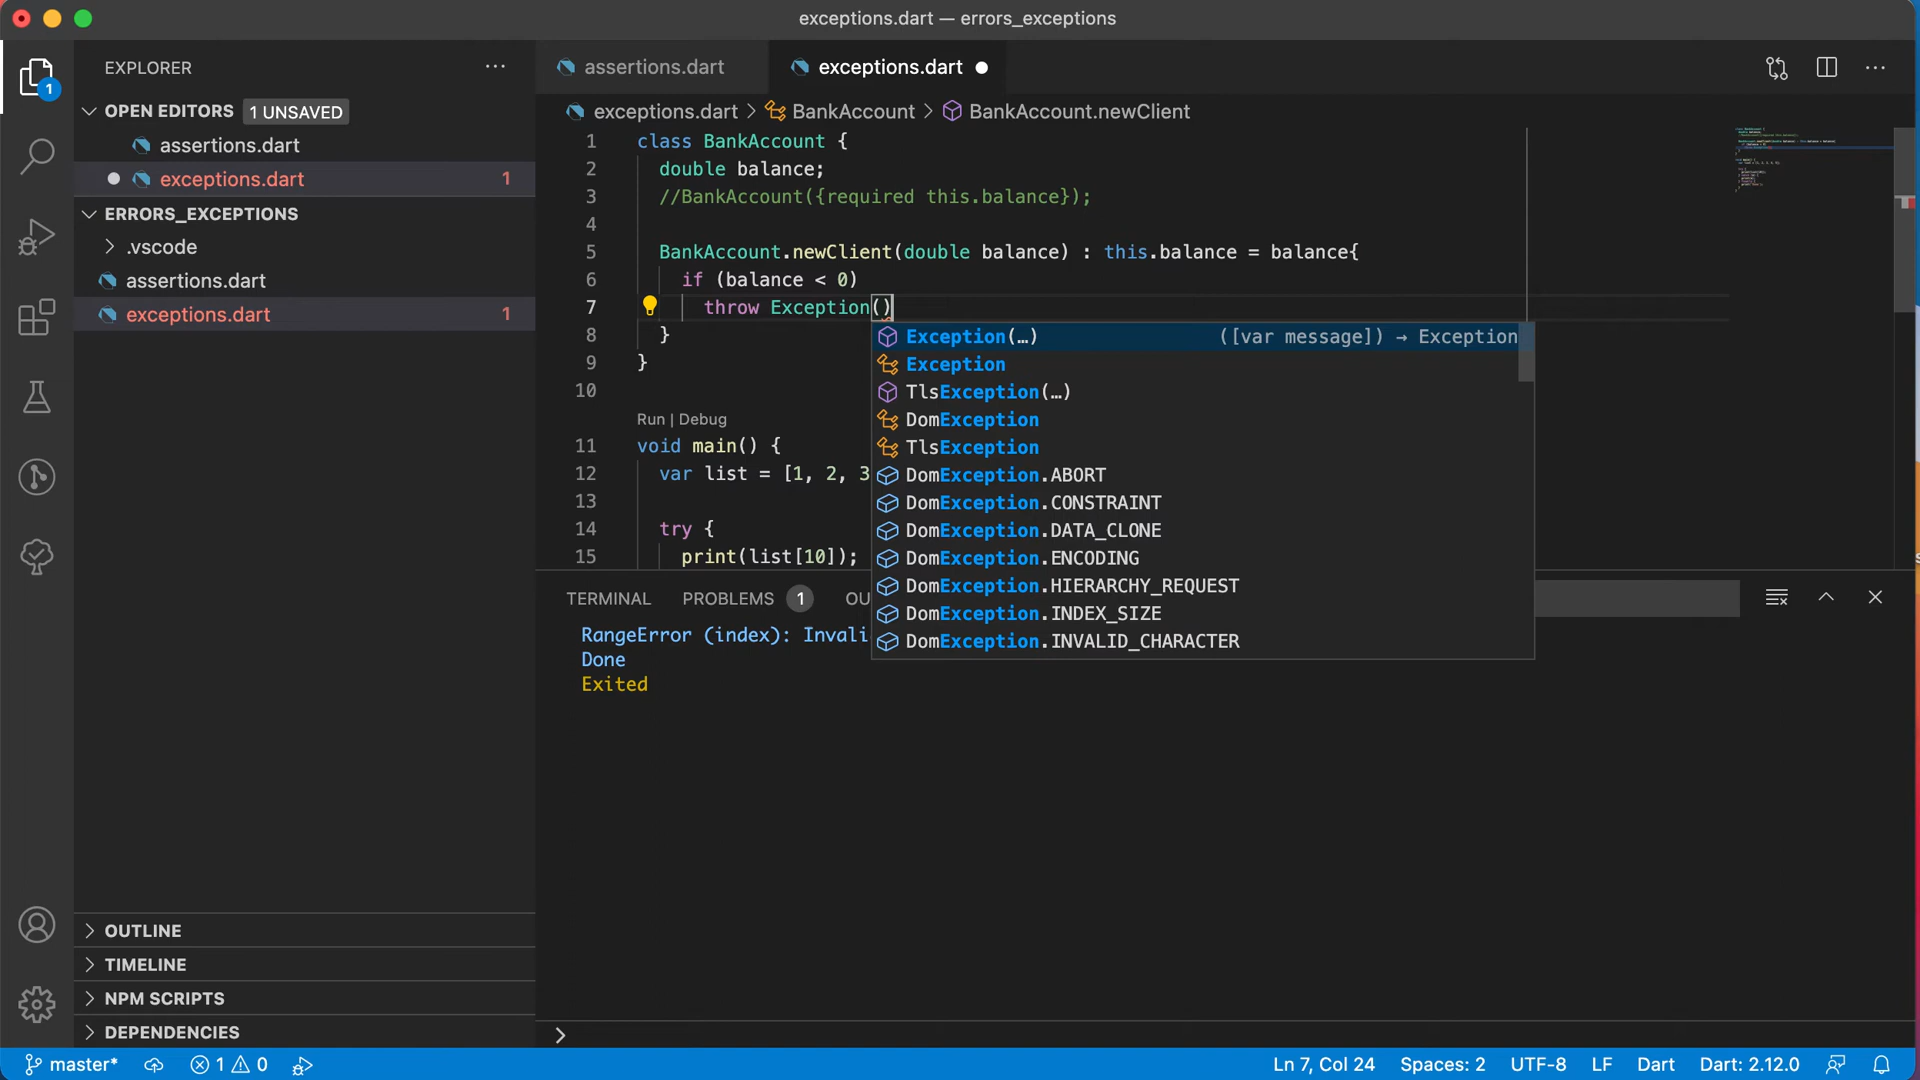 exceptions.dart — errors_exceptions
EXPLORER
OPEN EDITORS 1 UNSAVED
assertions.dart
exceptions.dart 1
ERRORS_EXCEPTIONS
.vscode
assertions.dart
exceptions.dart 1
OUTLINE
TIMELINE
NPM SCRIPTS
DEPENDENCIES
1
assertions.dart exceptions.dart
exceptions.dart > BankAccount > BankAccount.newClient
1 class BankAccount {
2 double balance;
3 //BankAccount({required this.balance});
4
5 BankAccount.newClient(double balance) : this.balance = balance{
6 if (balance < 0)
7 throw Exception()
8 }
9 }
10
Run | Debug
11 void main() {
12 var list = [1, 2, 3
13
14 try {
15 print(list[10]);
Exception(…) ([var message]) → Exception
Exception
TlsException(…)
DomException
TlsException
DomException.ABORT
DomException.CONSTRAINT
DomException.DATA_CLONE
DomException.ENCODING
DomException.HIERARCHY_REQUEST
DomException.INDEX_SIZE
DomException.INVALID_CHARACTER
TERMINAL PROBLEMS 1 OU
RangeError (index): Invali
Done
Exited
>
master* 1 0 Ln 7, Col 24 Spaces: 2 UTF-8 LF Dart Dart: 2.12.0